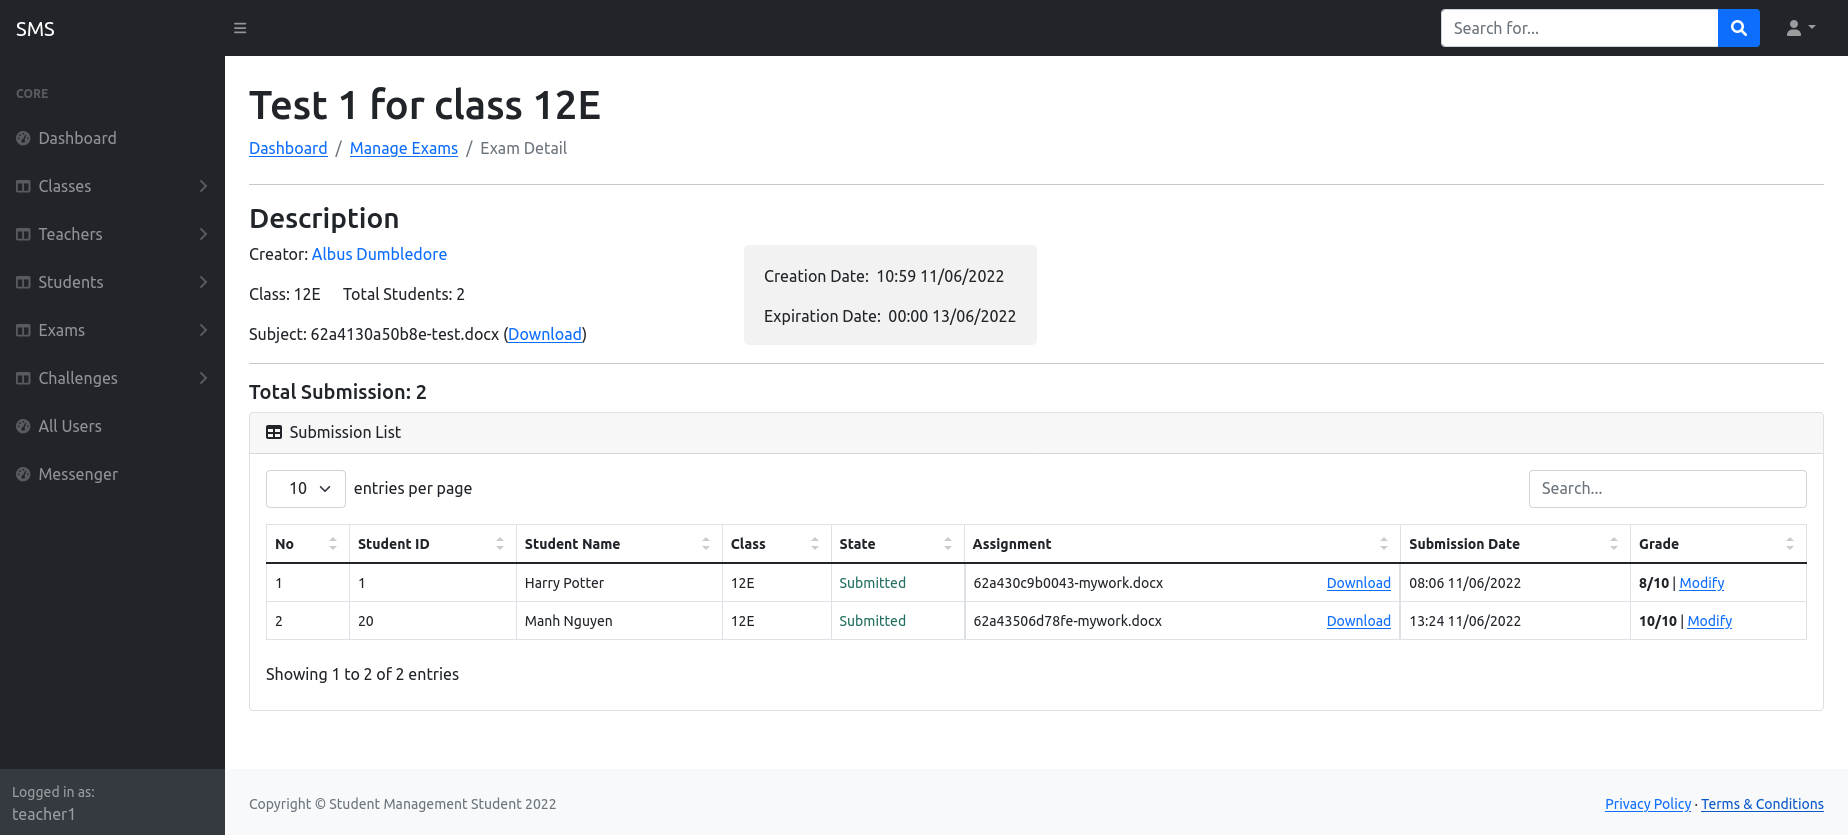 SMS
Search for...
CORE
Dashboard
Classes
Teachers
Students
Exams
Challenges
All Users
Messenger
Logged in as:
teacher1
Test 1 for class 12E
Dashboard / Manage Exams / Exam Detail
Description
Creator: Albus Dumbledore
Class: 12E Total Students: 2
Subject: 62a4130a50b8e-test.docx (Download)
Creation Date: 10:59 11/06/2022
Expiration Date: 00:00 13/06/2022
Total Submission: 2
Submission List
10 entries per page
Search...
No Student ID Student Name Class State Assignment Submission Date Grade
1 1 Harry Potter 12E Submitted 62a430c9b0043-mywork.docx Download 08:06 11/06/2022 8/10 | Modify
2 20 Manh Nguyen 12E Submitted 62a43506d78fe-mywork.docx Download 13:24 11/06/2022 10/10 | Modify
Showing 1 to 2 of 2 entries
Copyright © Student Management Student 2022
Privacy Policy · Terms & Conditions